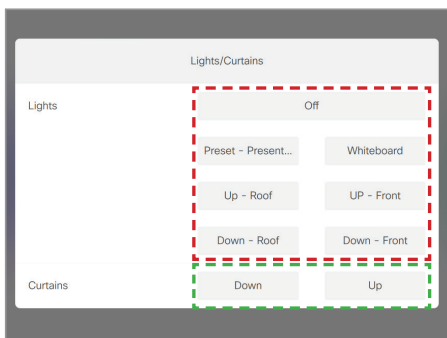 Lights/Curtains
Lights
Off
Preset - Present...
Whiteboard
Up - Roof
UP - Front
Down - Roof
Down - Front
Curtains
Down
Up